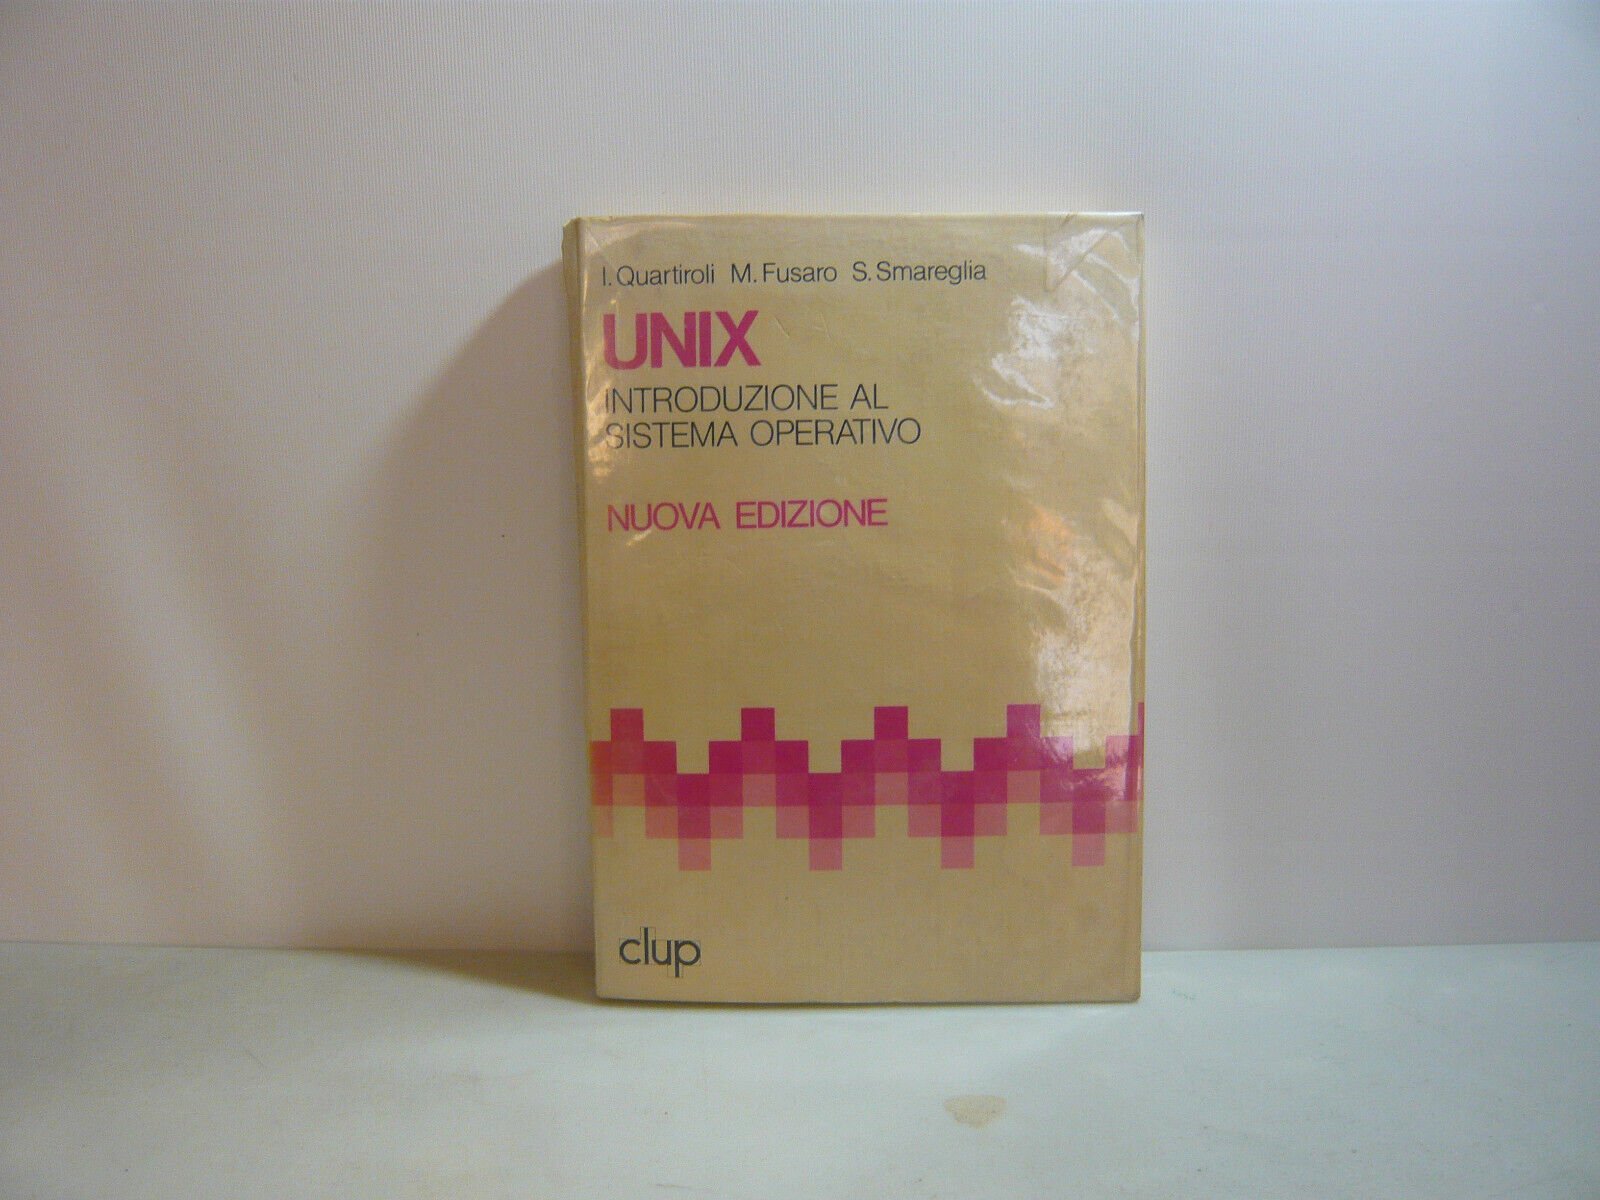 I. Quartiroli M. Fusaro S. Smareglia
UNIX
INTRODUZIONE AL
SISTEMA OPERATIVO
NUOVA EDIZIONE
clup